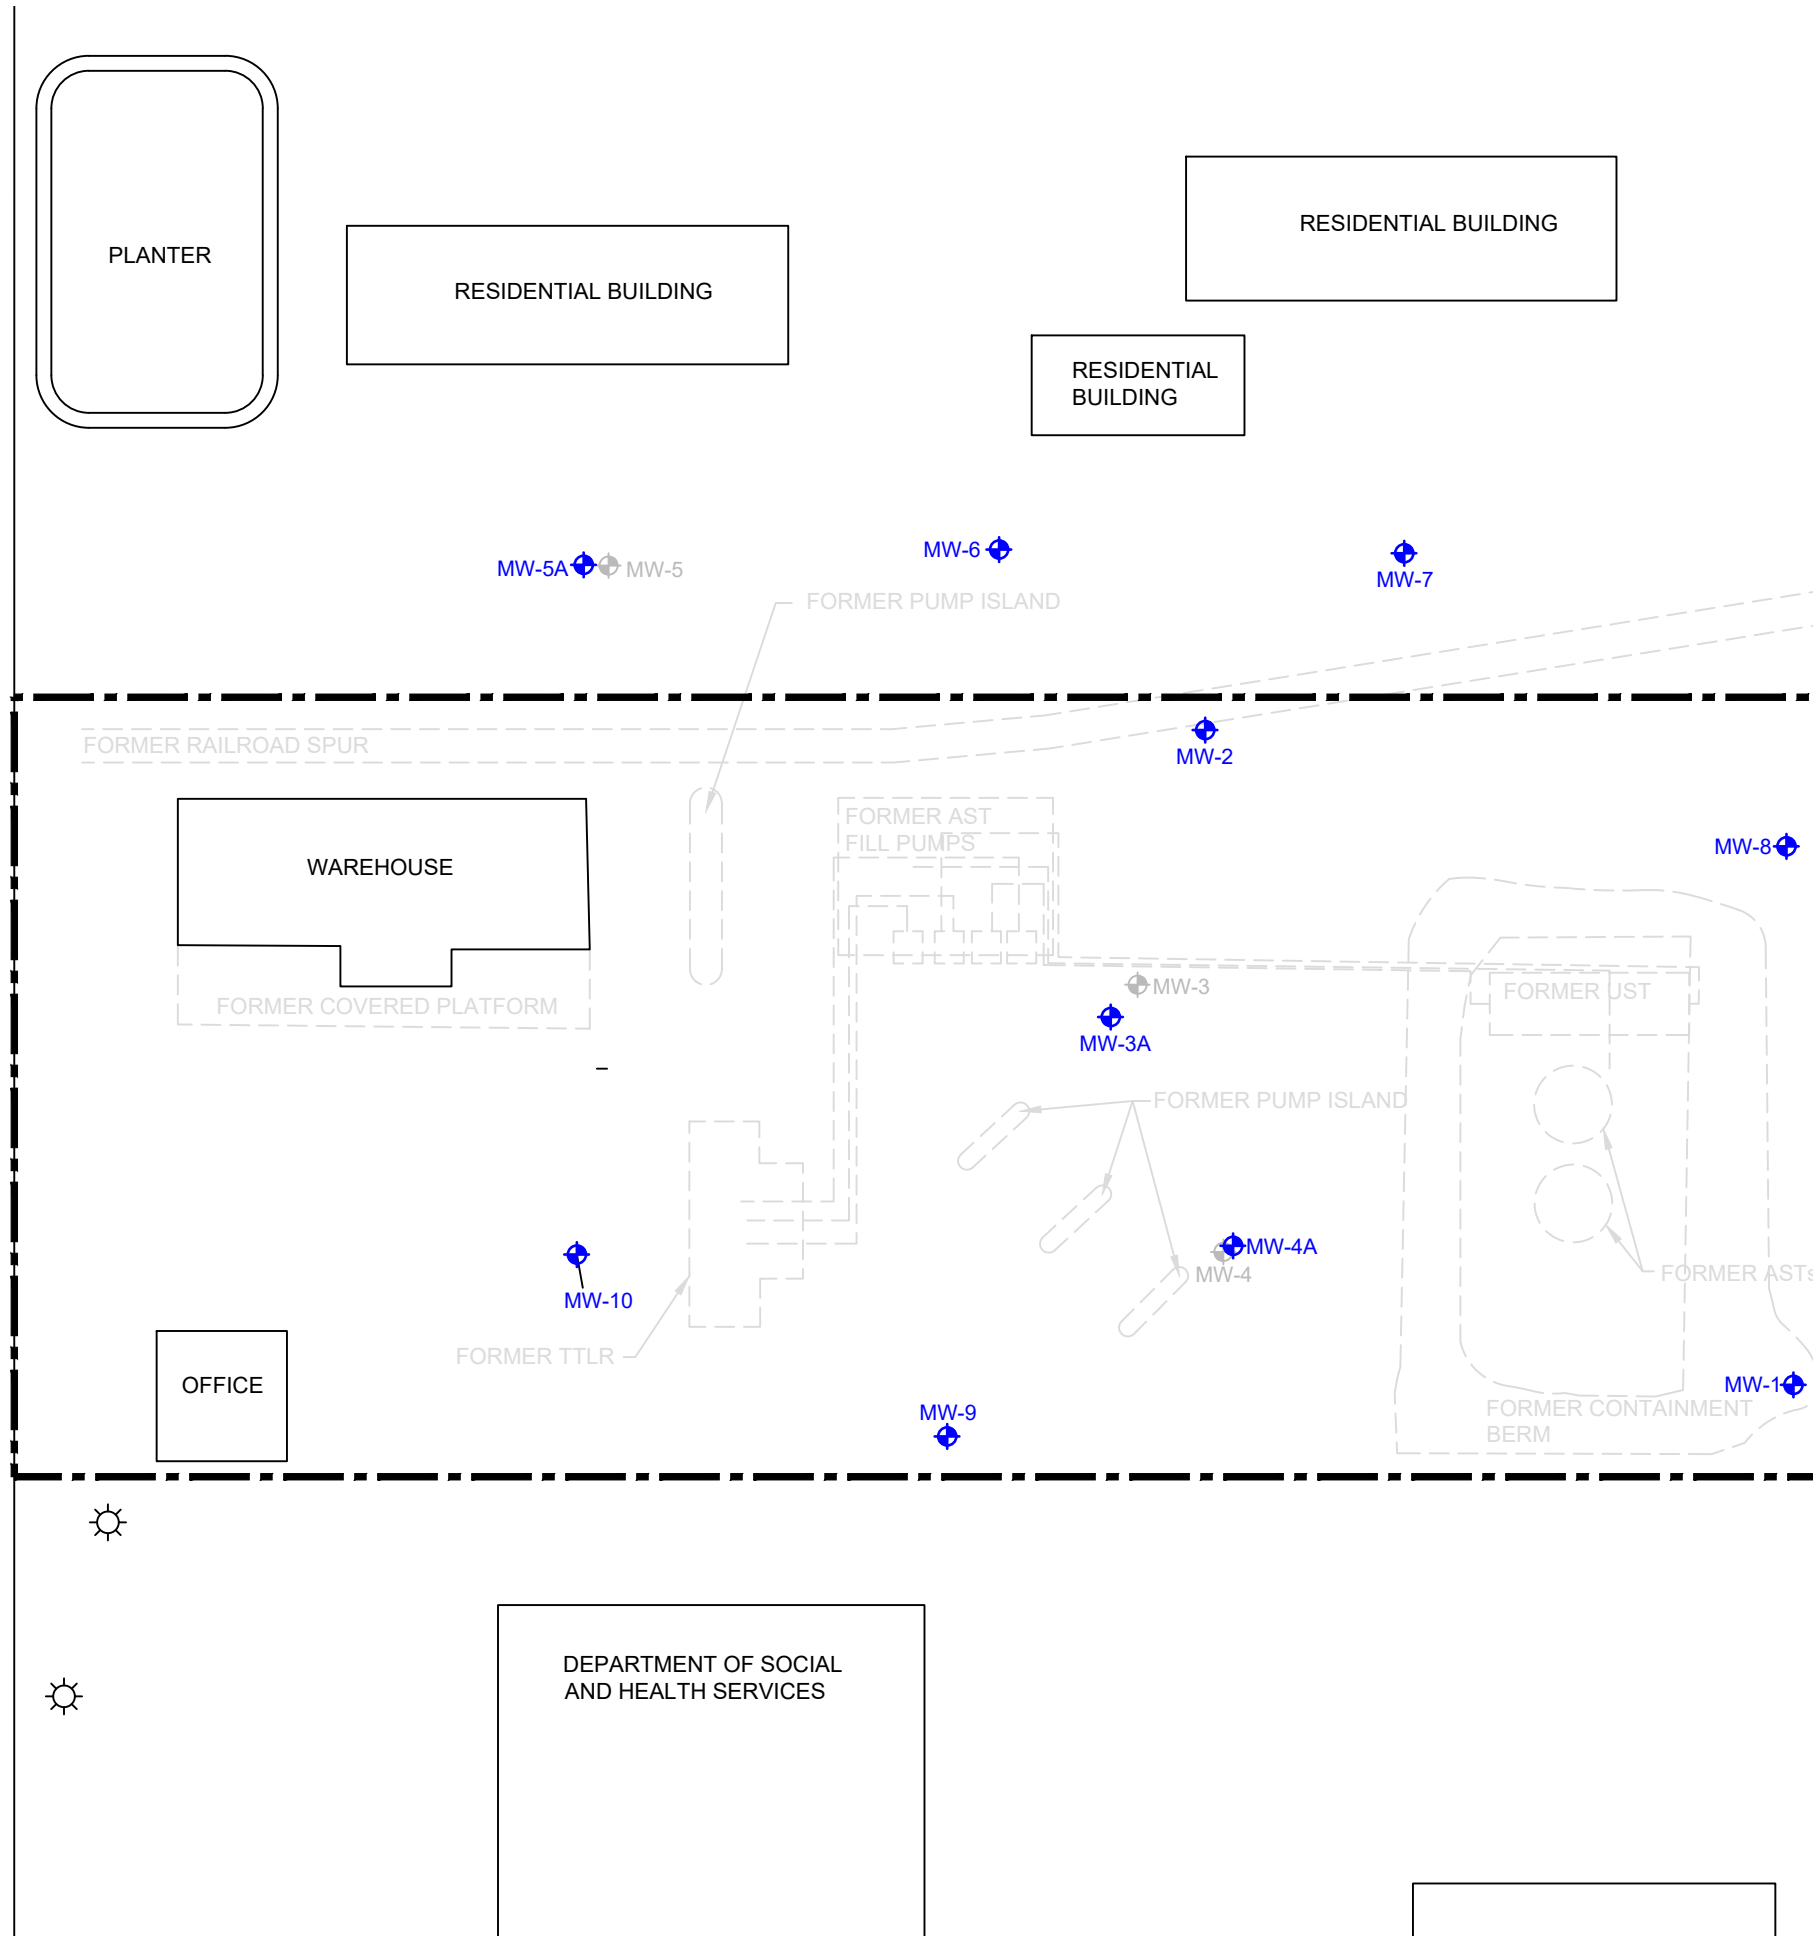 PLANTER
RESIDENTIAL BUILDING
RESIDENTIAL BUILDING
RESIDENTIAL
BUILDING
MW-5A
MW-5
MW-6
MW-7
FORMER PUMP ISLAND
FORMER RAILROAD SPUR
MW-2
WAREHOUSE
FORMER AST
FILL PUMPS
MW-8
FORMER COVERED PLATFORM
MW-3
MW-3A
FORMER UST
FORMER PUMP ISLAND
MW-10
MW-4A
MW-4
FORMER ASTs
FORMER TTLR
OFFICE
MW-9
MW-1
FORMER CONTAINMENT
BERM
DEPARTMENT OF SOCIAL
AND HEALTH SERVICES